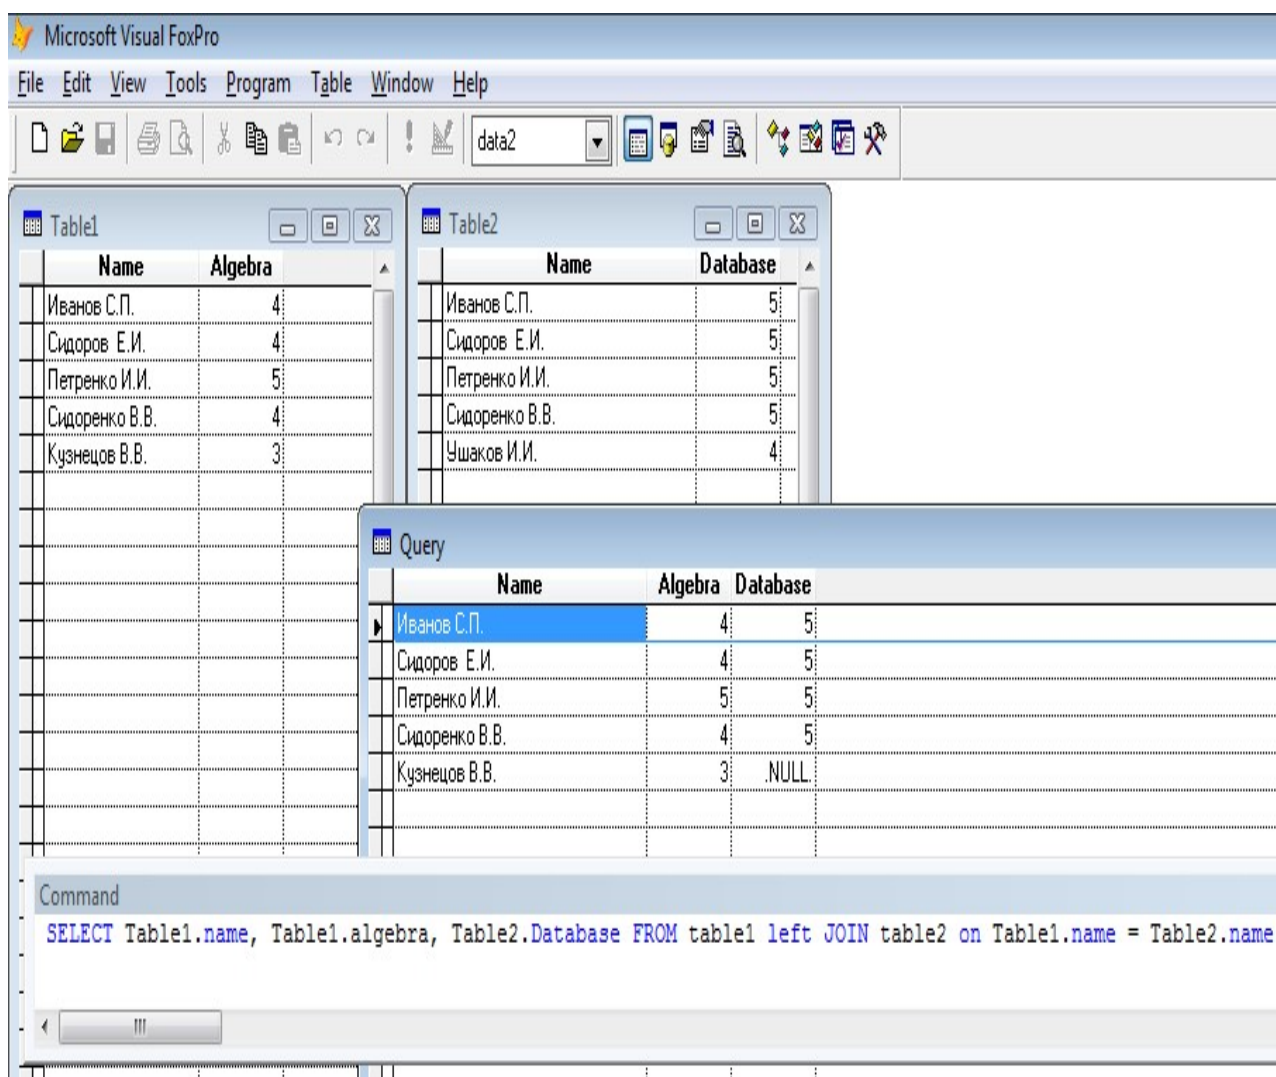 Microsoft Visual FoxPro
File Edit View Tools Program Table Window Help
data2
Table1
Name Algebra
Иванов С.П. 4
Сидоров Е.И. 4
Петренко И.И. 5
Сидоренко В.В. 4
Кузнецов В.В. 3
Table2
Name Database
Иванов С.П. 5
Сидоров Е.И. 5
Петренко И.И. 5
Сидоренко В.В. 5
Ушаков И.И. 4
Query
Name Algebra Database
Иванов С.П. 4 5
Сидоров Е.И. 4 5
Петренко И.И. 5 5
Сидоренко В.В. 4 5
Кузнецов В.В. 3 .NULL.
Command
SELECT Table1.name, Table1.algebra, Table2.Database FROM table1 left JOIN table2 on Table1.name = Table2.name